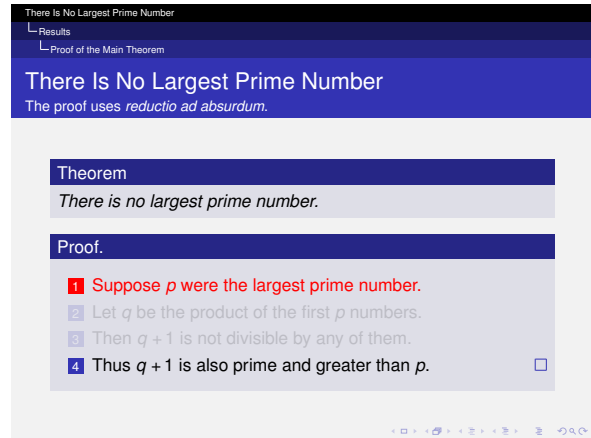 There Is No Largest Prime Number
Results
Proof of the Main Theorem
There Is No Largest Prime Number
The proof uses reductio ad absurdum.
Theorem
There is no largest prime number.
Proof.
1 Suppose p were the largest prime number.
2 Let q be the product of the first p numbers.
3 Then q + 1 is not divisible by any of them.
4 Thus q + 1 is also prime and greater than p.